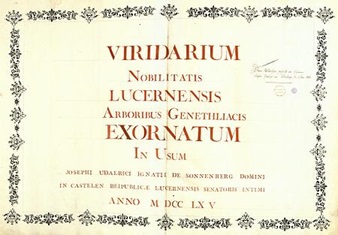 VIRIDARIUM
NOBILITATIS
LUCERNENSIS
ARBORIBUS GENETHLIACIS
EXORNATUM
IN USUM
JOSEPHI UDALRICI IGNATII DE SONNENBERG DOMINI
IN CASTELEN REIPUBLICÆ LUCERNENSIS SENATORIS INTIMI
ANNO M DCC LX V